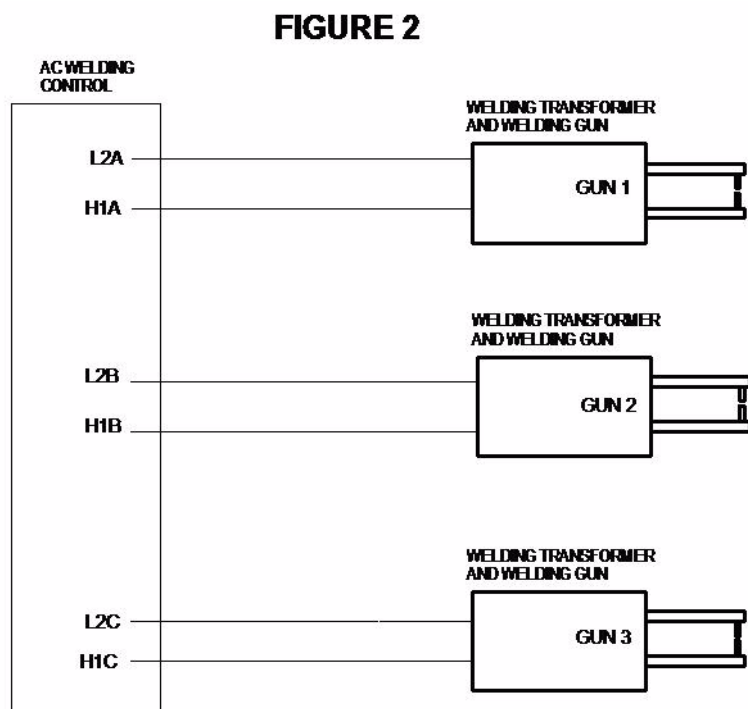 FIGURE 2
AC WELDING
CONTROL
WELDING TRANSFORMER
AND WELDING GUN
L2A
GUN 1
H1A
WELDING TRANSFORMER
AND WELDING GUN
L2B
GUN 2
H1B
WELDING TRANSFORMER
AND WELDING GUN
L2C
GUN 3
H1C